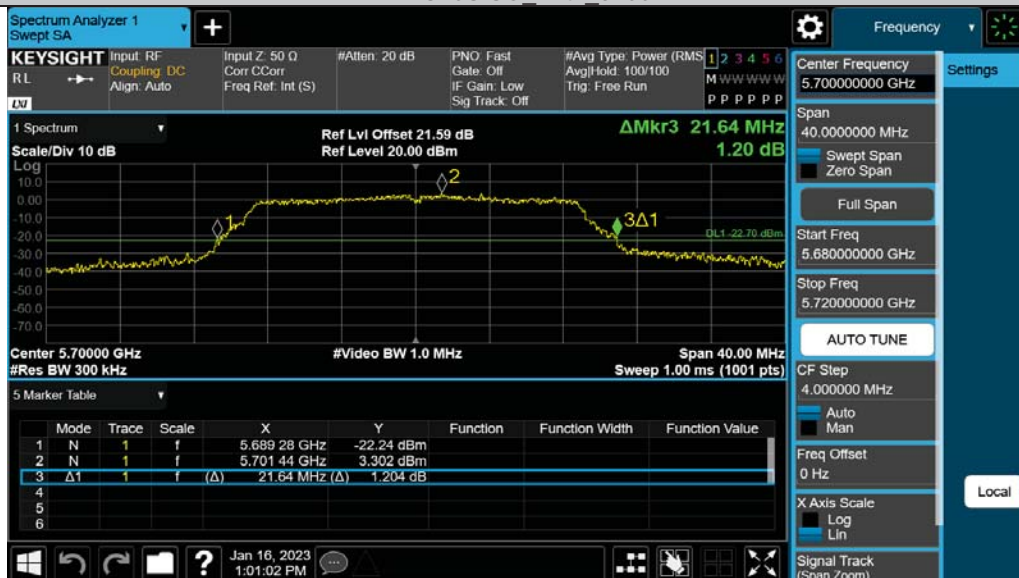 Spectrum Analyzer 1
Swept SA
Frequency
KEYSIGHT
RL
LXI
Input: RF
Coupling: DC
Align: Auto
Input Z: 50 Ω
Corr CCorr
Freq Ref: Int (S)
#Atten: 20 dB
PNO: Fast
Gate: Off
IF Gain: Low
Sig Track: Off
#Avg Type: Power (RMS
Avg|Hold: 100/100
Trig: Free Run
1 2 3 4 5 6
M W W W W W
P P P P P P
1 Spectrum
Scale/Div 10 dB
Log
Ref Lvl Offset 21.59 dB
Ref Level 20.00 dBm
ΔMkr3 21.64 MHz
1.20 dB
10.0
0.00
-10.0
-20.0
-30.0
-40.0
-50.0
-60.0
-70.0
1
2
3Δ1
DL1 -22.70 dBm
Center 5.70000 GHz
#Res BW 300 kHz
#Video BW 1.0 MHz
Span 40.00 MHz
Sweep 1.00 ms (1001 pts)
5 Marker Table
Mode Trace Scale X Y Function Function Width Function Value
1 N 1 f 5.689 28 GHz -22.24 dBm
2 N 1 f 5.701 44 GHz 3.302 dBm
3 Δ1 1 f (Δ) 21.64 MHz (Δ) 1.204 dB
4
5
6
?
Jan 16, 2023
1:01:02 PM
Center Frequency
5.700000000 GHz
Span
40.0000000 MHz
Swept Span
Zero Span
Full Span
Start Freq
5.680000000 GHz
Stop Freq
5.720000000 GHz
AUTO TUNE
CF Step
4.000000 MHz
Auto
Man
Freq Offset
0 Hz
X Axis Scale
Log
Lin
Signal Track
(Span Zoom)
Settings
Local